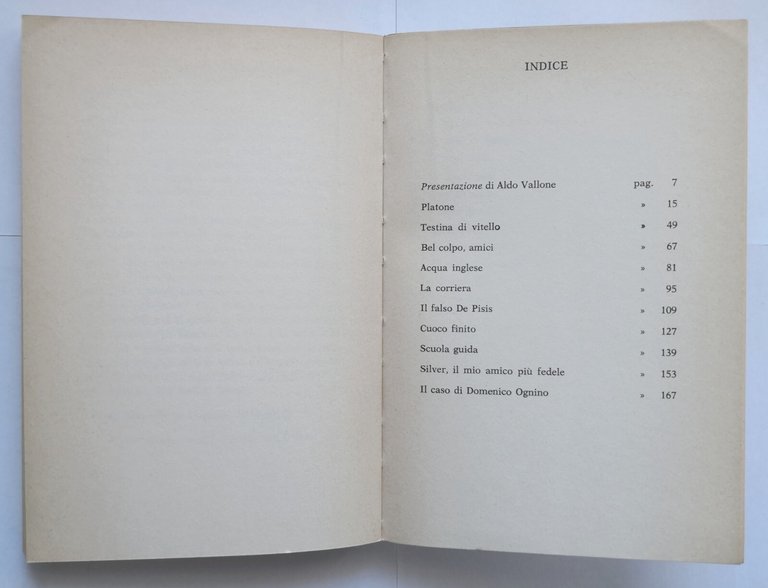 INDICE
Presentazione di Aldo Vallone pag. 7
Platone » 15
Testina di vitello » 49
Bel colpo, amici » 67
Acqua inglese » 81
La corriera » 95
Il falso De Pisis » 109
Cuoco finito » 127
Scuola guida » 139
Silver, il mio amico più fedele » 153
Il caso di Domenico Ognino » 167